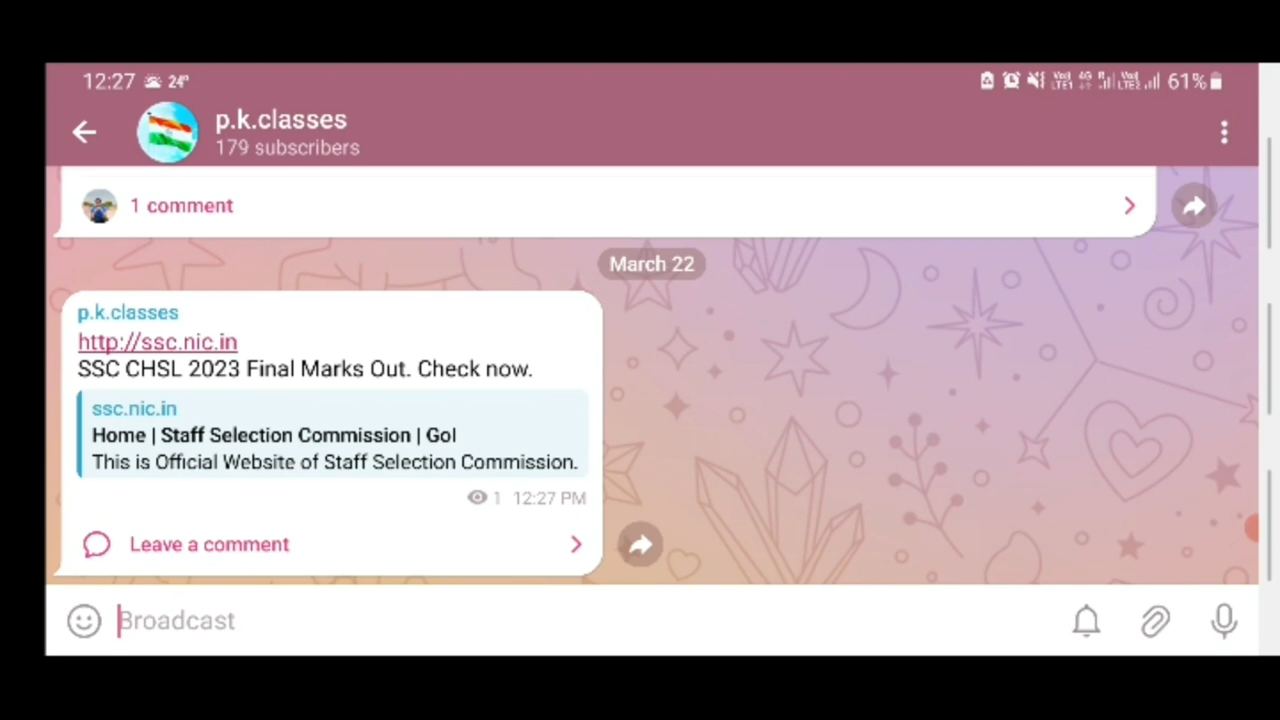 12:27 24°
61%
p.k.classes
179 subscribers
1 comment
March 22
p.k.classes
http://ssc.nic.in
SSC CHSL 2023 Final Marks Out. Check now.
ssc.nic.in
Home | Staff Selection Commission | GoI
This is Official Website of Staff Selection Commission.
1 12:27 PM
Leave a comment
Broadcast